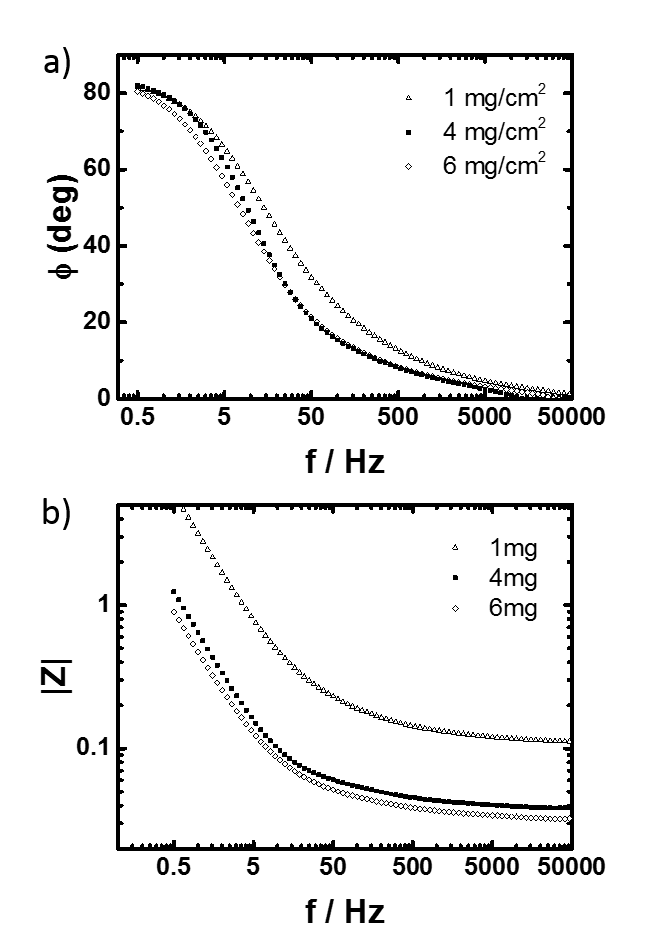 a)
1 mg/cm²
4 mg/cm²
6 mg/cm²
ϕ (deg)
80
60
40
20
0
0.5 5 50 500 5000 50000
f / Hz
b)
1mg
4mg
6mg
|Z|
1
0.1
0.5 5 50 500 5000 50000
f / Hz